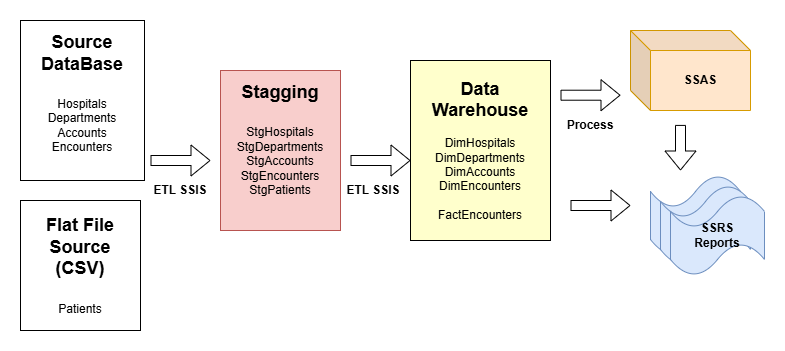 Source
DataBase
Hospitals
Departments
Accounts
Encounters
Flat File
Source
(CSV)
Patients
ETL SSIS
Stagging
StgHospitals
StgDepartments
StgAccounts
StgEncounters
StgPatients
ETL SSIS
Data
Warehouse
DimHospitals
DimDepartments
DimAccounts
DimEncounters
FactEncounters
Process
SSAS
SSRS
Reports